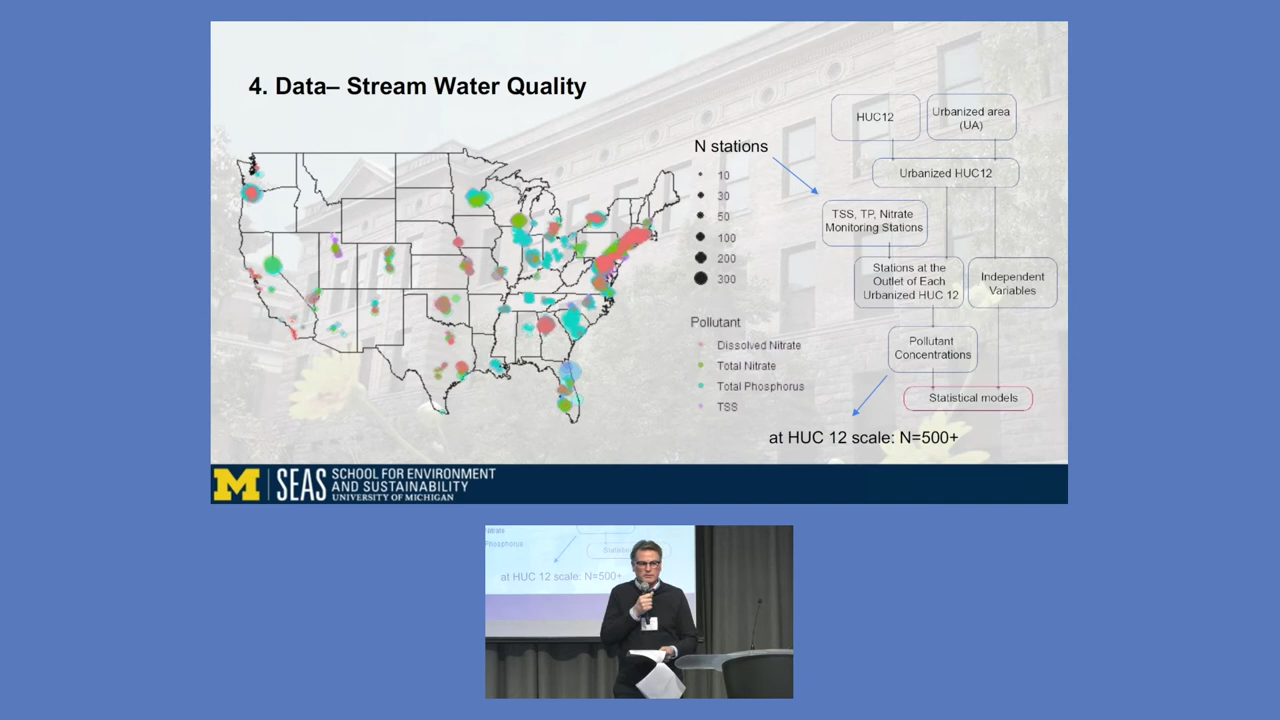 4. Data– Stream Water Quality
N stations
10
30
50
100
200
300
Pollutant
Dissolved Nitrate
Total Nitrate
Total Phosphorus
TSS
HUC12
Urbanized area
(UA)
Urbanized HUC12
TSS, TP, Nitrate
Monitoring Stations
Stations at the
Outlet of Each
Urbanized HUC 12
Independent
Variables
Pollutant
Concentrations
Statistical models
at HUC 12 scale: N=500+
M
SEAS
SCHOOL FOR ENVIRONMENT
AND SUSTAINABILITY
UNIVERSITY OF MICHIGAN
Nitrate
Phosphorus
at HUC 12 scale: N=500+